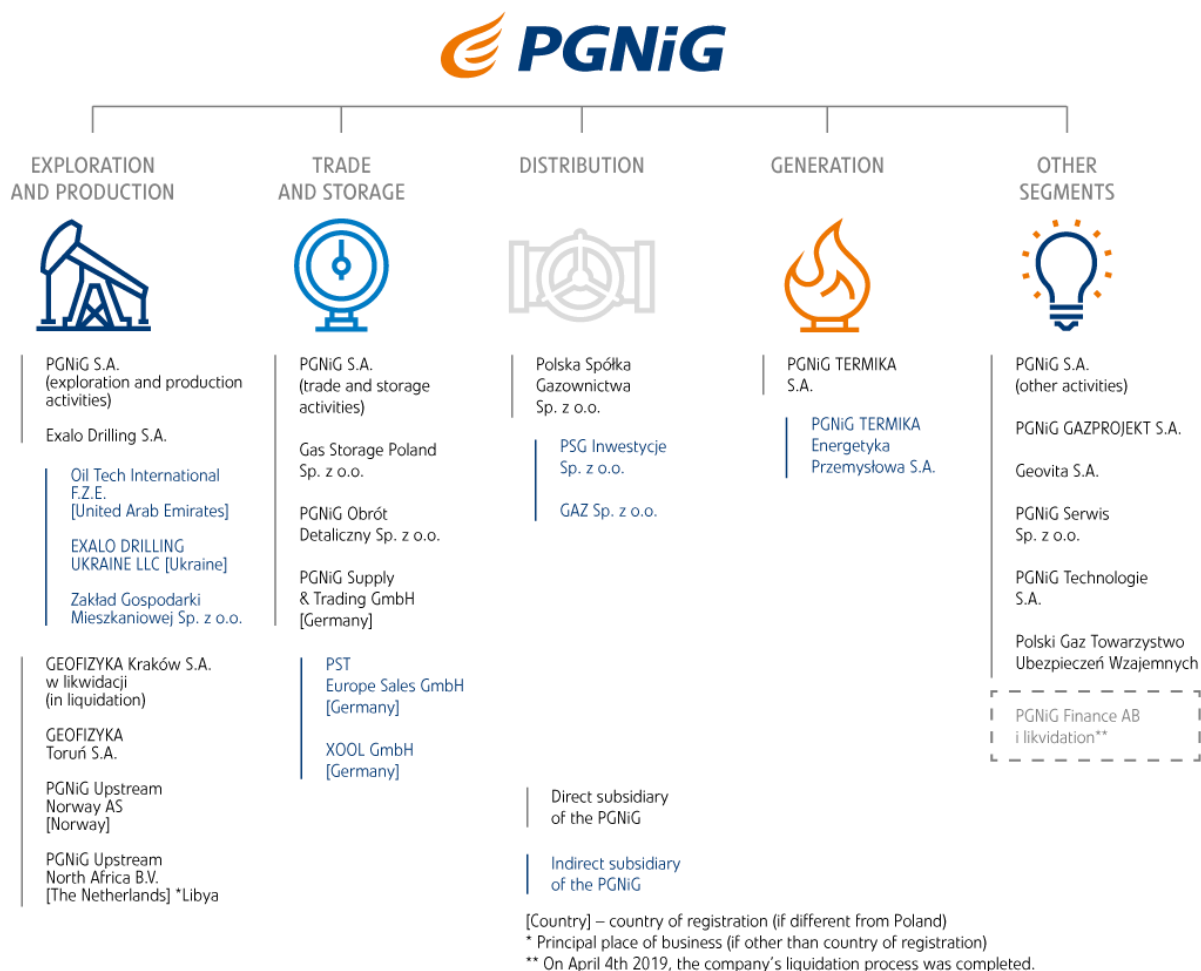 PGNiG
EXPLORATION
AND PRODUCTION
PGNiG S.A.
(exploration and production
activities)
Exalo Drilling S.A.
Oil Tech International
F.Z.E.
[United Arab Emirates]
EXALO DRILLING
UKRAINE LLC [Ukraine]
Zakład Gospodarki
Mieszkaniowej Sp. z o.o.
GEOFIZYKA Kraków S.A.
w likwidacji
(in liquidation)
GEOFIZYKA
Toruń S.A.
PGNiG Upstream
Norway AS
[Norway]
PGNiG Upstream
North Africa B.V.
[The Netherlands] *Libya
TRADE
AND STORAGE
PGNiG S.A.
(trade and storage
activities)
Gas Storage Poland
Sp. z o.o.
PGNiG Obrót
Detaliczny Sp. z o.o.
PGNiG Supply
& Trading GmbH
[Germany]
PST
Europe Sales GmbH
[Germany]
XOOL GmbH
[Germany]
DISTRIBUTION
Polska Spółka
Gazownictwa
Sp. z o.o.
PSG Inwestycje
Sp. z o.o.
GAZ Sp. z o.o.
GENERATION
PGNiG TERMIKA
S.A.
PGNiG TERMIKA
Energetyka
Przemysłowa S.A.
OTHER
SEGMENTS
PGNiG S.A.
(other activities)
PGNiG GAZPROJEKT S.A.
Geovita S.A.
PGNiG Serwis
Sp. z o.o.
PGNiG Technologie
S.A.
Polski Gaz Towarzystwo
Ubezpieczeń Wzajemnych
PGNiG Finance AB
i likvidation**
Direct subsidiary
of the PGNiG
Indirect subsidiary
of the PGNiG
[Country] – country of registration (if different from Poland)
* Principal place of business (if other than country of registration)
** On April 4th 2019, the company's liquidation process was completed.